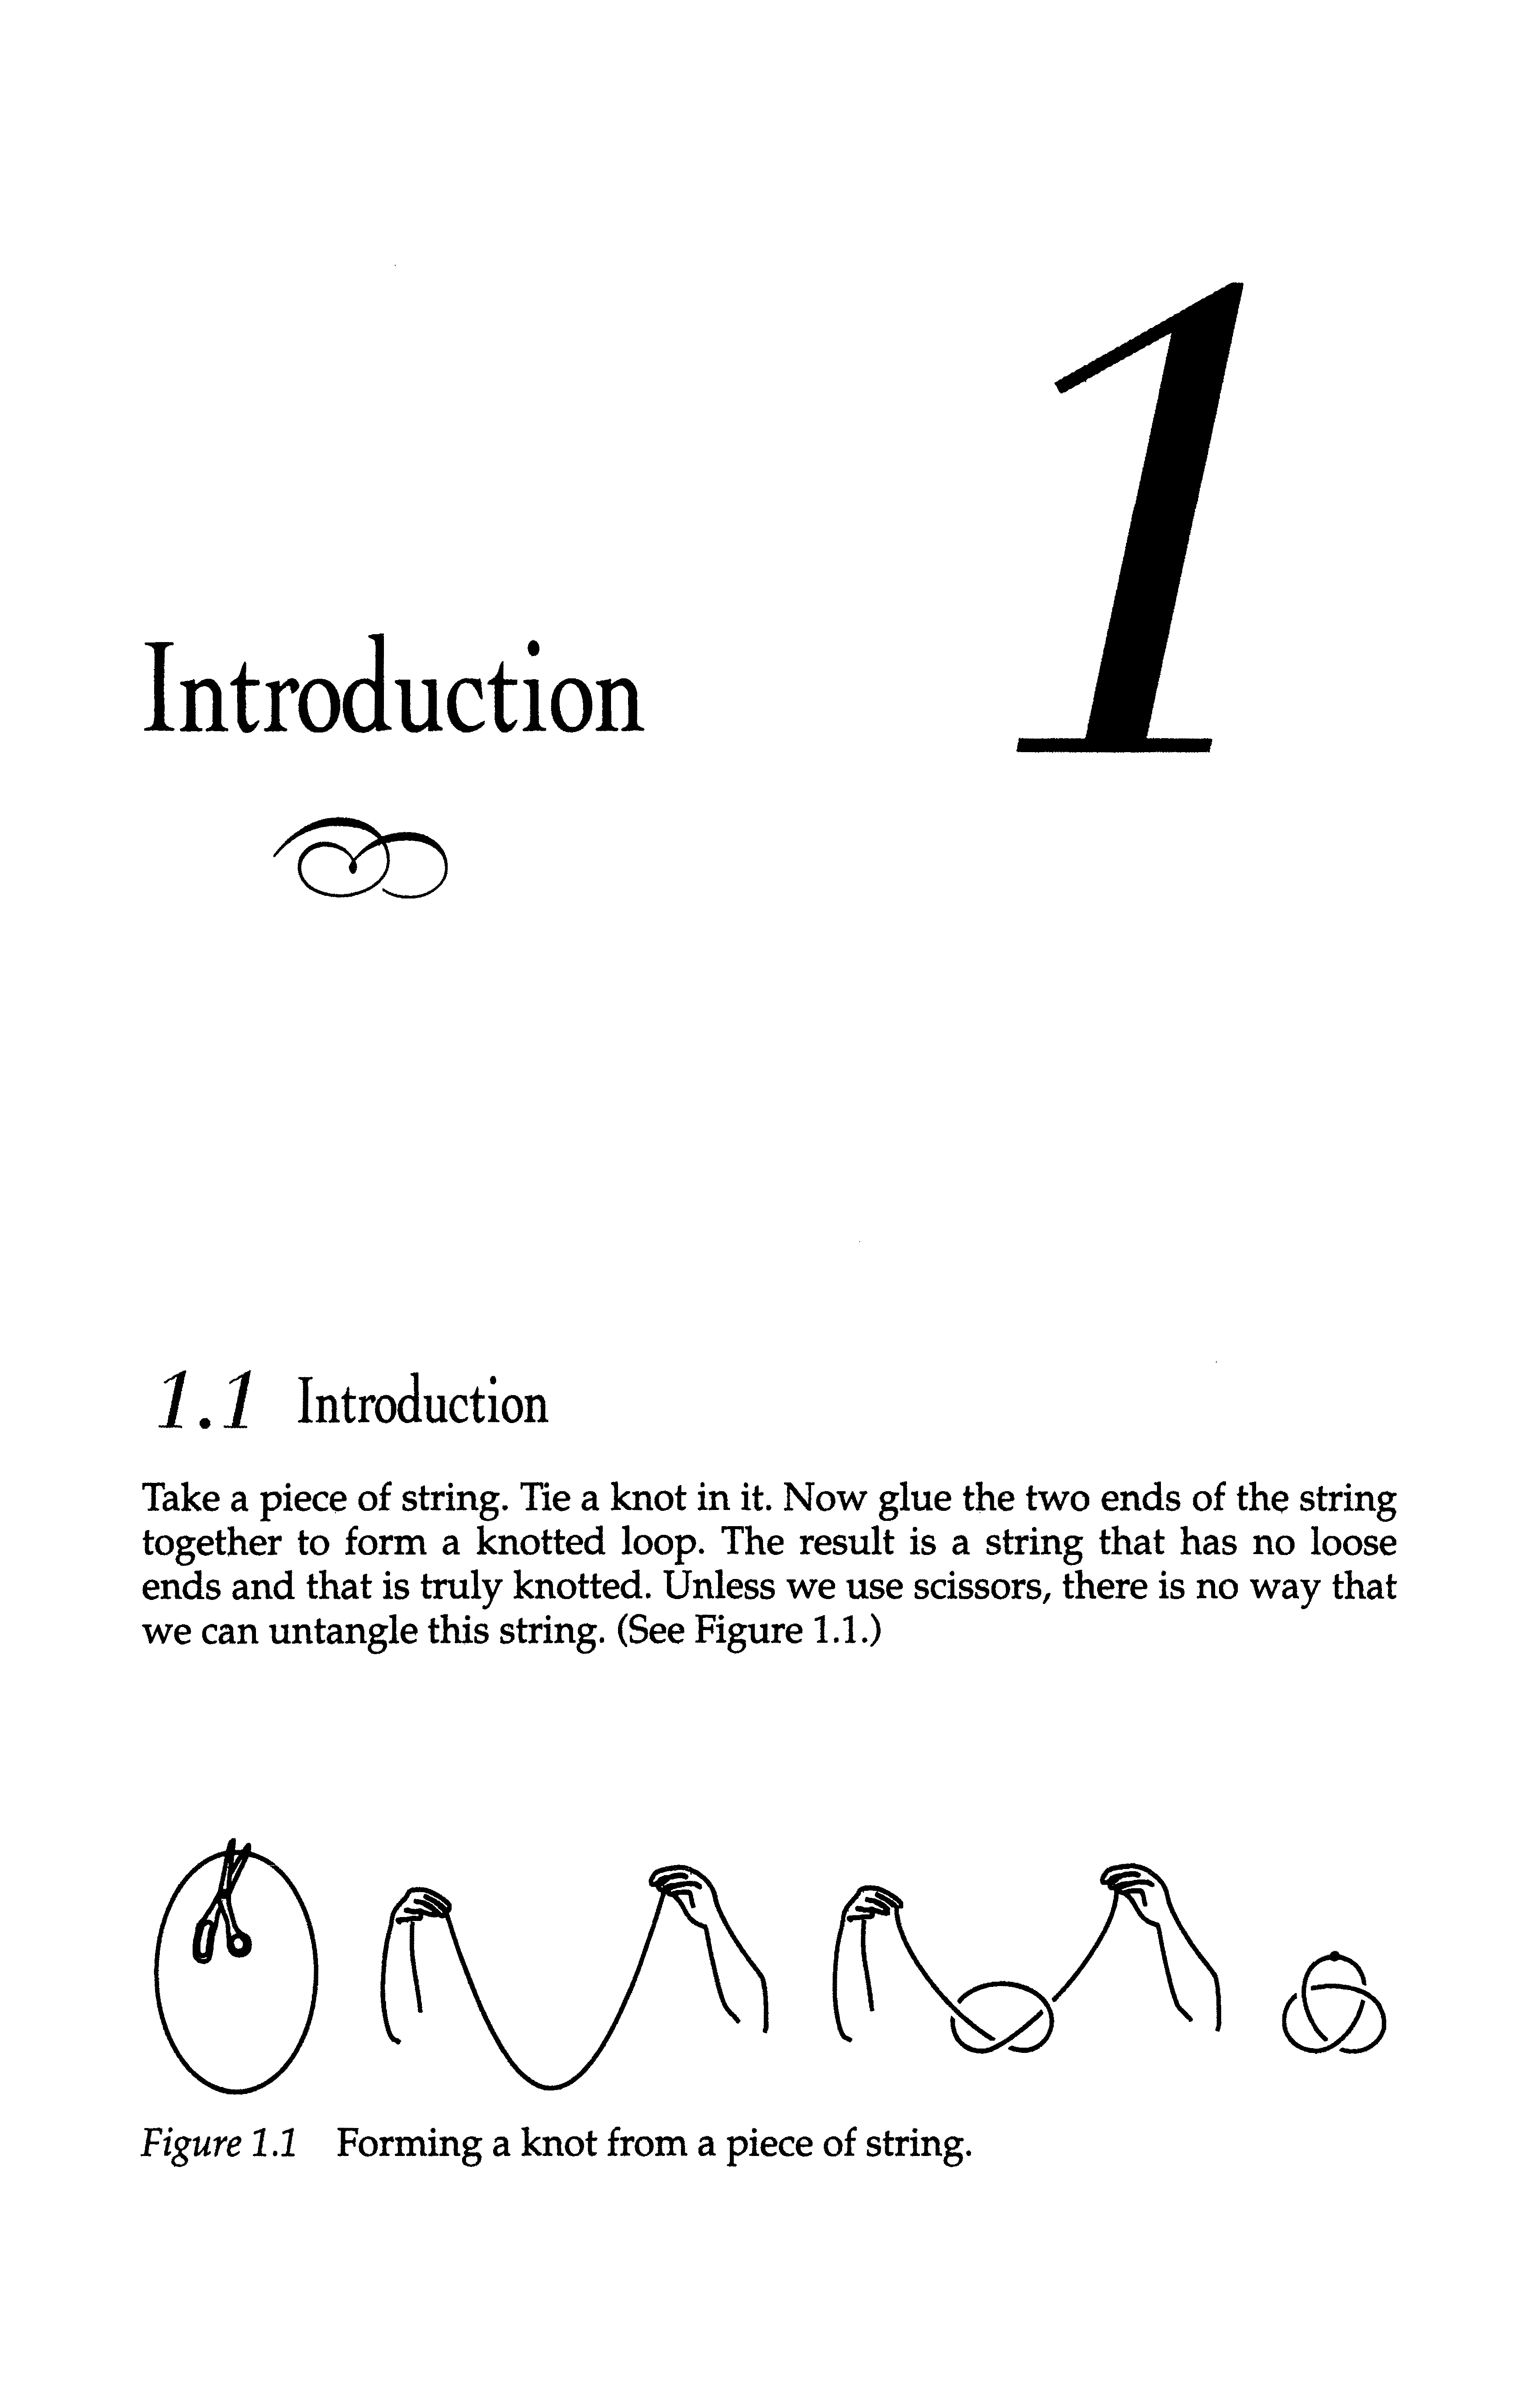 1
Introduction
1.1 Introduction
Take a piece of string. Tie a knot in it. Now glue the two ends of the string
together to form a knotted loop. The result is a string that has no loose
ends and that is truly knotted. Unless we use scissors, there is no way that
we can untangle this string. (See Figure 1.1.)
Figure 1.1 Forming a knot from a piece of string.